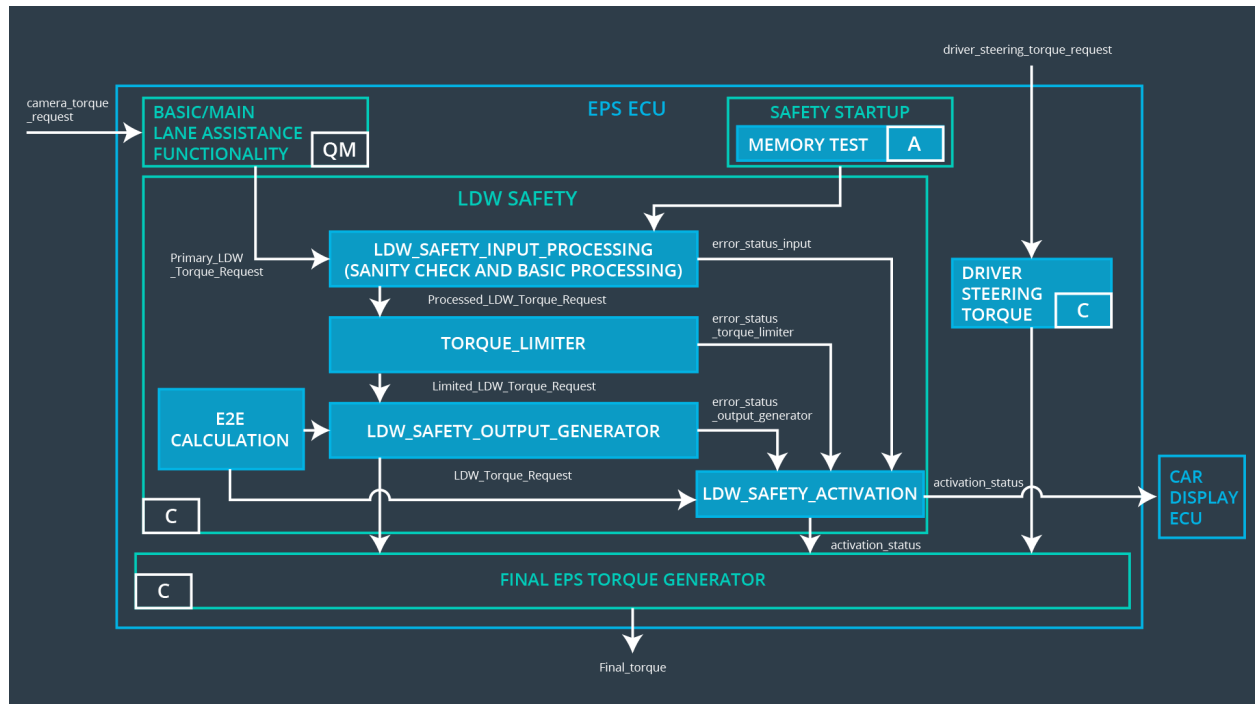 driver_steering_torque_request
camera_torque
_request
EPS ECU
BASIC/MAIN
LANE ASSISTANCE
FUNCTIONALITY
QM
SAFETY STARTUP
MEMORY TEST
A
LDW SAFETY
Primary_LDW
_Torque_Request
LDW_SAFETY_INPUT_PROCESSING
(SANITY CHECK AND BASIC PROCESSING)
error_status_input
DRIVER
STEERING
TORQUE
C
Processed_LDW_Torque_Request
TORQUE_LIMITER
error_status
_torque_limiter
Limited_LDW_Torque_Request
E2E
CALCULATION
LDW_SAFETY_OUTPUT_GENERATOR
error_status
_output_generator
LDW_Torque_Request
LDW_SAFETY_ACTIVATION
activation_status
CAR
DISPLAY
ECU
C
activation_status
FINAL EPS TORQUE GENERATOR
C
Final_torque